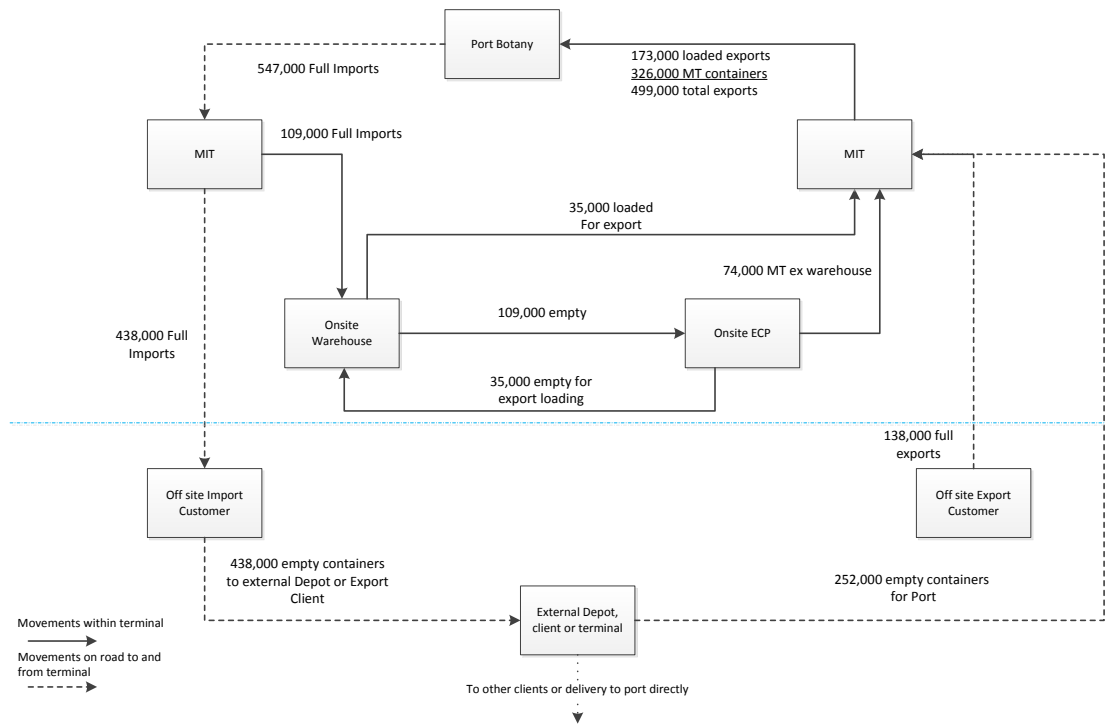 Port Botany
547,000 Full Imports
173,000 loaded exports
326,000 MT containers
499,000 total exports
MIT
109,000 Full Imports
MIT
35,000 loaded
For export
74,000 MT ex warehouse
Onsite
Warehouse
109,000 empty
Onsite ECP
438,000 Full
Imports
35,000 empty for
export loading
138,000 full
exports
Off site Import
Customer
Off site Export
Customer
438,000 empty containers
to external Depot or Export
Client
252,000 empty containers
for Port
External Depot,
client or terminal
Movements within terminal
Movements on road to and
from terminal
To other clients or delivery to port directly